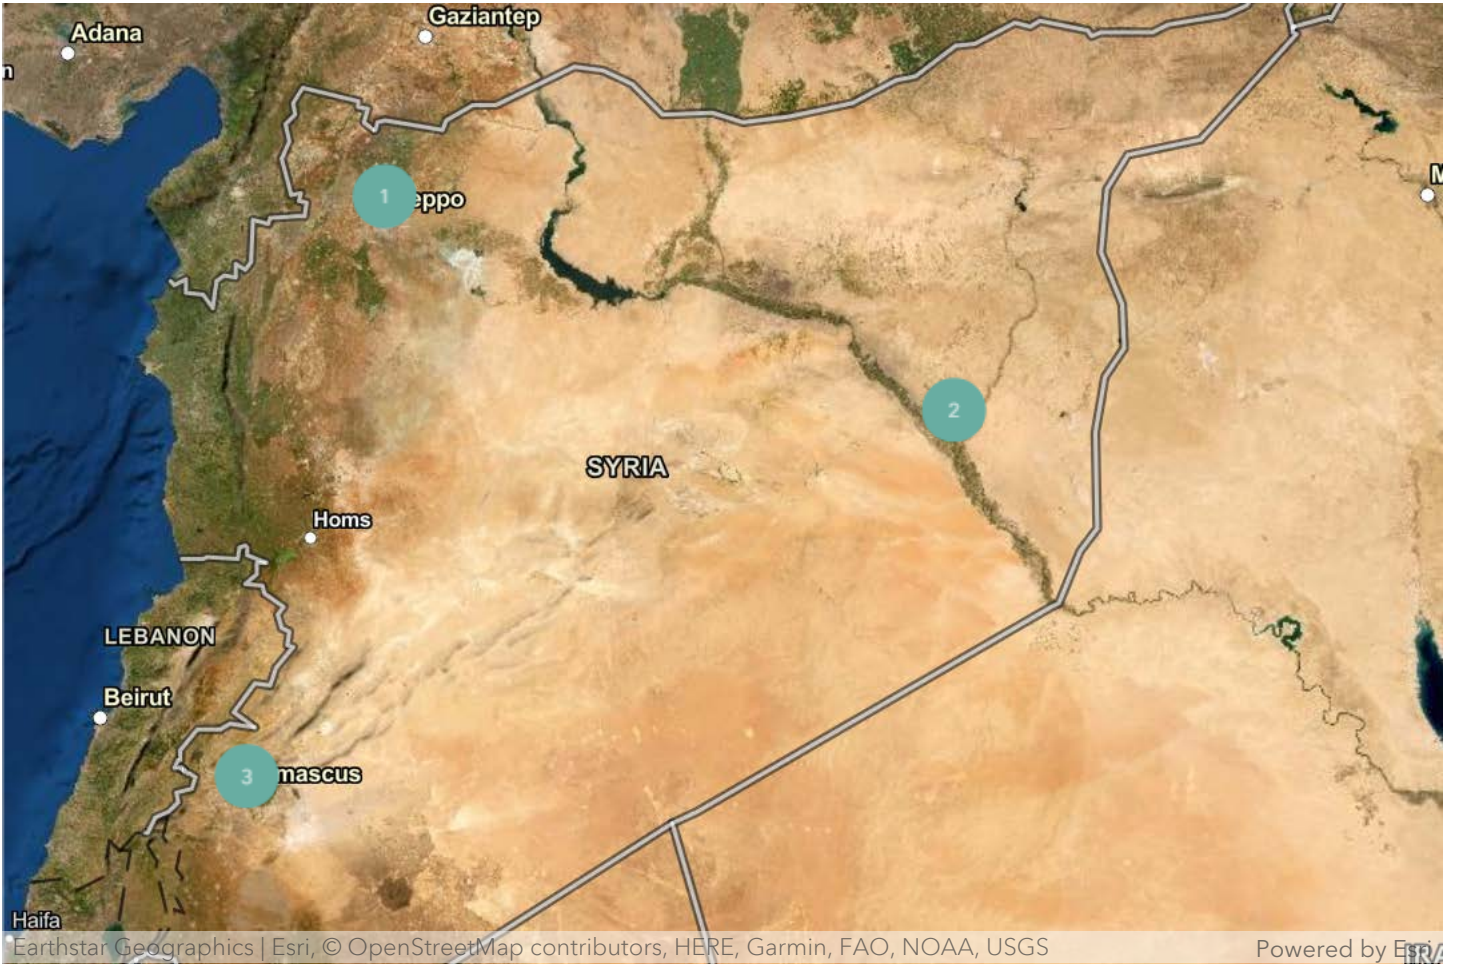 Gaziantep
Adana
n
M
1
eppo
2
SYRIA
Homs
LEBANON
Beirut
3
mascus
Haifa
Earthstar Geographics | Esri, © OpenStreetMap contributors, HERE, Garmin, FAO, NOAA, USGS
Powered by Esri